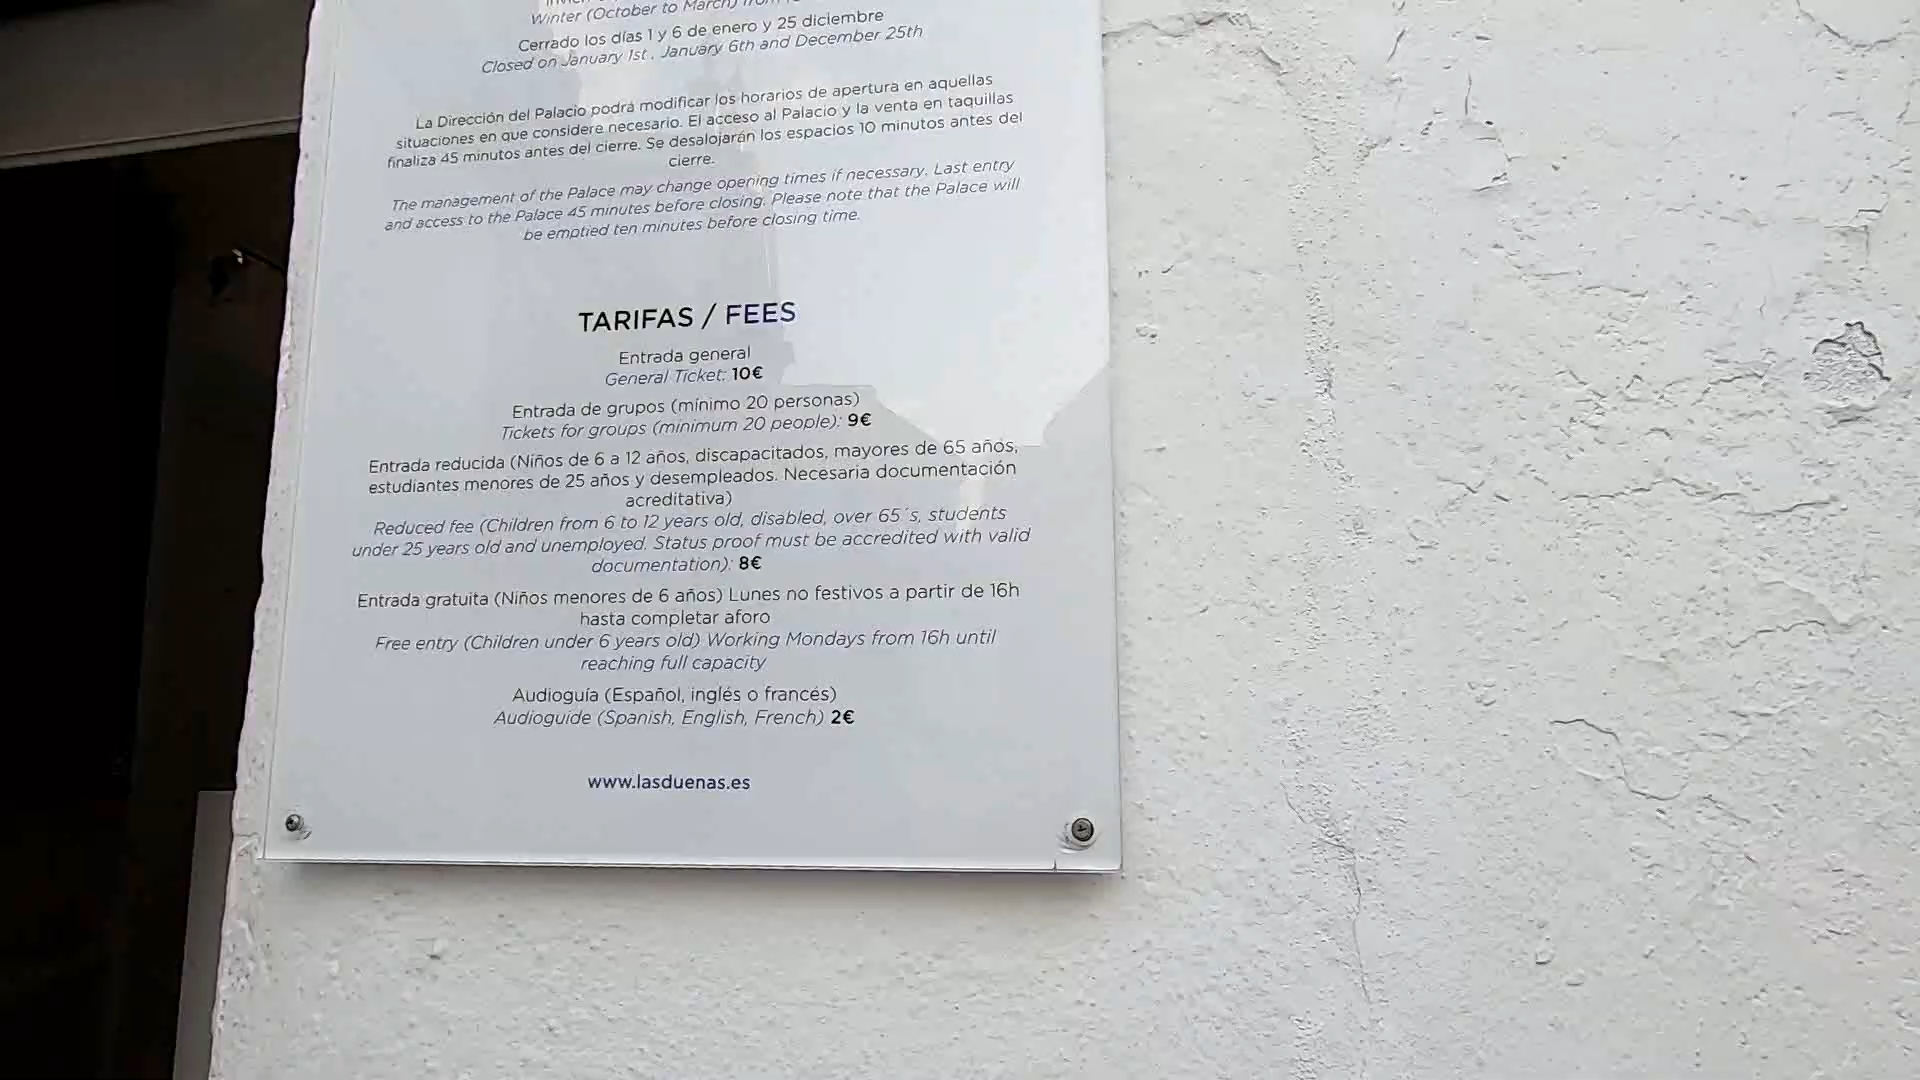 Winter (October to March) from
Cerrado los días 1 y 6 de enero y 25 diciembre
Closed on January 1st , January 6th and December 25th
La Dirección del Palacio podrá modificar los horarios de apertura en aquellas
situaciones en que considere necesario. El acceso al Palacio y la venta en taquillas
finaliza 45 minutos antes del cierre. Se desalojarán los espacios 10 minutos antes del
cierre.
The management of the Palace may change opening times if necessary. Last entry
and access to the Palace 45 minutes before closing. Please note that the Palace will
be emptied ten minutes before closing time.
TARIFAS / FEES
Entrada general
General Ticket: 10€
Entrada de grupos (mínimo 20 personas)
Tickets for groups (minimum 20 people): 9€
Entrada reducida (Niños de 6 a 12 años, discapacitados, mayores de 65 años,
estudiantes menores de 25 años y desempleados. Necesaria documentación
acreditativa)
Reduced fee (Children from 6 to 12 years old, disabled, over 65´s, students
under 25 years old and unemployed. Status proof must be accredited with valid
documentation): 8€
Entrada gratuita (Niños menores de 6 años) Lunes no festivos a partir de 16h
hasta completar aforo
Free entry (Children under 6 years old) Working Mondays from 16h until
reaching full capacity
Audioguía (Español, inglés o francés)
Audioguide (Spanish, English, French) 2€
www.lasduenas.es